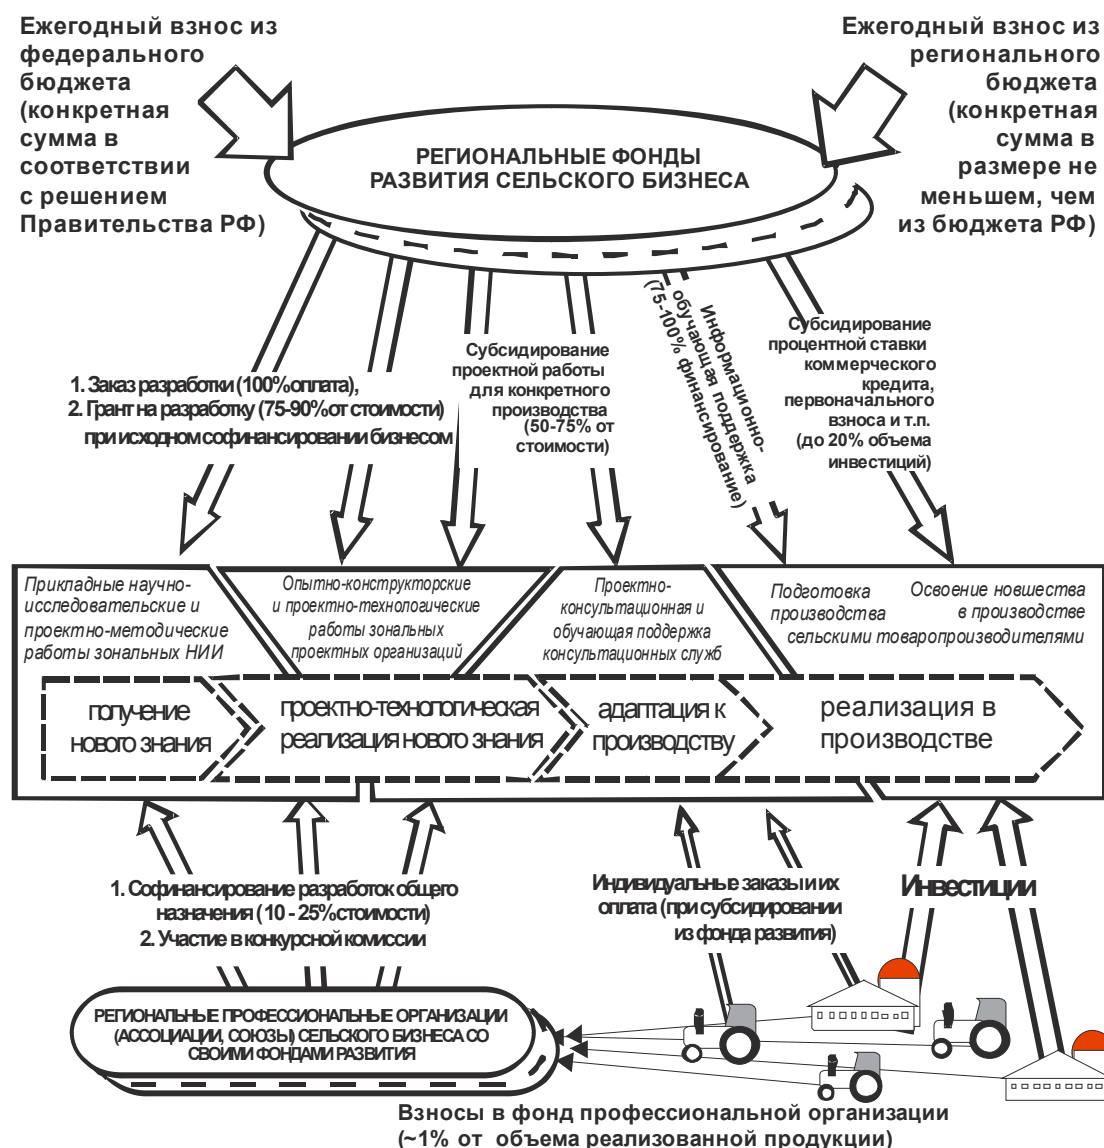 Ежегодный взнос из
федерального
бюджета
(конкретная
сумма в
соответствии
с решением
Правительства РФ)
Ежегодный взнос из
регионального
бюджета
(конкретная
сумма в
размере не
меньшем, чем
из бюджета РФ)
РЕГИОНАЛЬНЫЕ ФОНДЫ
РАЗВИТИЯ СЕЛЬСКОГО БИЗНЕСА
1. Заказ разработки (100% оплата),
2. Грант на разработку (75-90% от стоимости)
при исходном софинансировании бизнесом
Субсидирование
проектной работы
для конкретного
производства
(50-75% от
стоимости)
Информационно-
обучающая поддержка
(75-100% финансирование)
Субсидирование
процентной ставки
коммерческого
кредита,
первоначального
взноса и т.п.
(до 20% объема
инвестиций)
Прикладные научно-
исследовательские и
проектно-методические
работы зональных НИИ
Опытно-конструкторские
и проектно-технологические
работы зональных
проектных организаций
Проектно-
консультационная и
обучающая поддержка
консультационных служб
Подготовка
производства
Освоение новшества
в производстве
сельскими товаропроизводителями
получение
нового знания
проектно-технологическая
реализация нового знания
адаптация к
производству
реализация в
производстве
1. Софинансирование разработок общего
назначения ( 10 - 25% стоимости)
2. Участие в конкурсной комиссии
Индивидуальные заказы и их
оплата (при субсидировании
из фонда развития)
Инвестиции
РЕГИОНАЛЬНЫЕ ПРОФЕССИОНАЛЬНЫЕ ОРГАНИЗАЦИИ
(АССОЦИАЦИИ, СОЮЗЫ) СЕЛЬСКОГО БИЗНЕСА СО
СВОИМИ ФОНДАМИ РАЗВИТИЯ
Взносы в фонд профессиональной организации
(~1% от объема реализованной продукции)